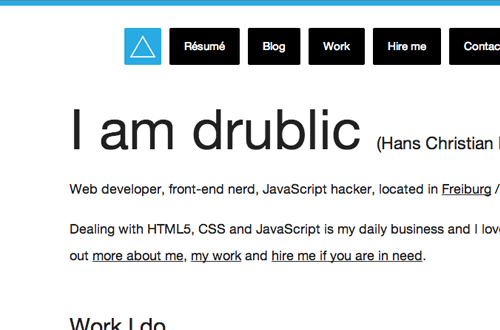 Résumé Blog Work Hire me
I am drublic (Hans Christian
Web developer, front-end nerd, JavaScript hacker, located in Freiburg /
Dealing with HTML5, CSS and JavaScript is my daily business and I love
out more about me, my work and hire me if you are in need.
Work I do